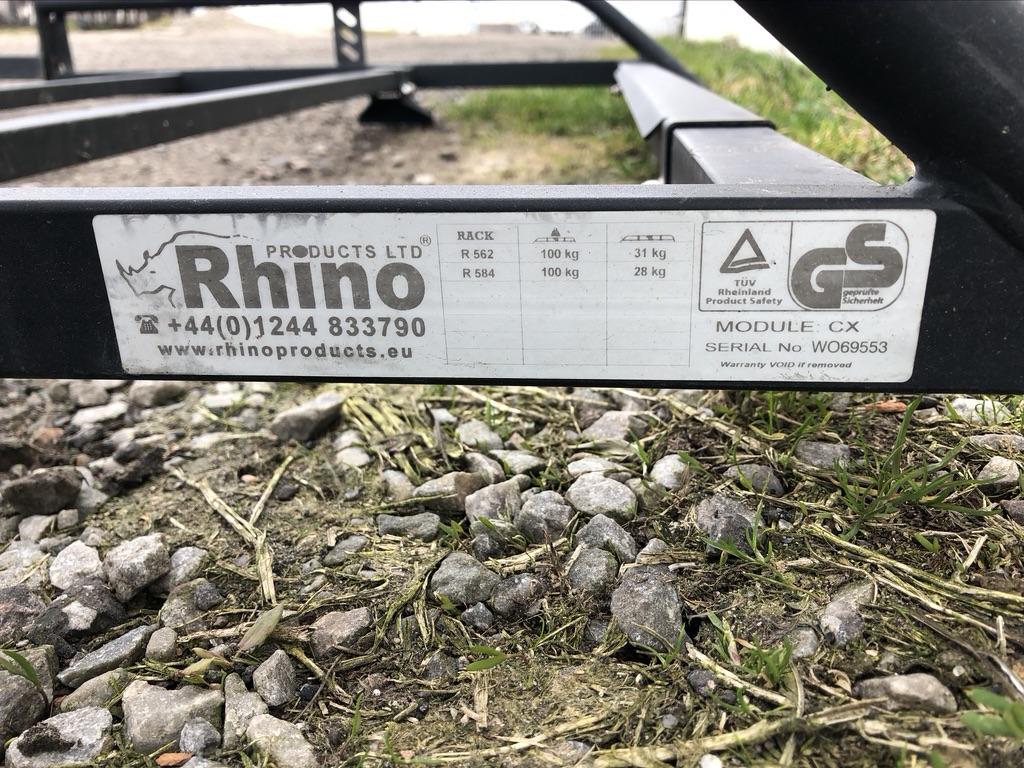 PRODUCTS LTD®
Rhino
+44(0)1244 833790
www.rhinoproducts.eu
RACK
R 562 100 kg 31 kg
R 584 100 kg 28 kg
TÜV
Rheinland
Product Safety
GS
geprüfte
Sicherheit
MODULE: CX
SERIAL No WO69553
Warranty VOID if removed